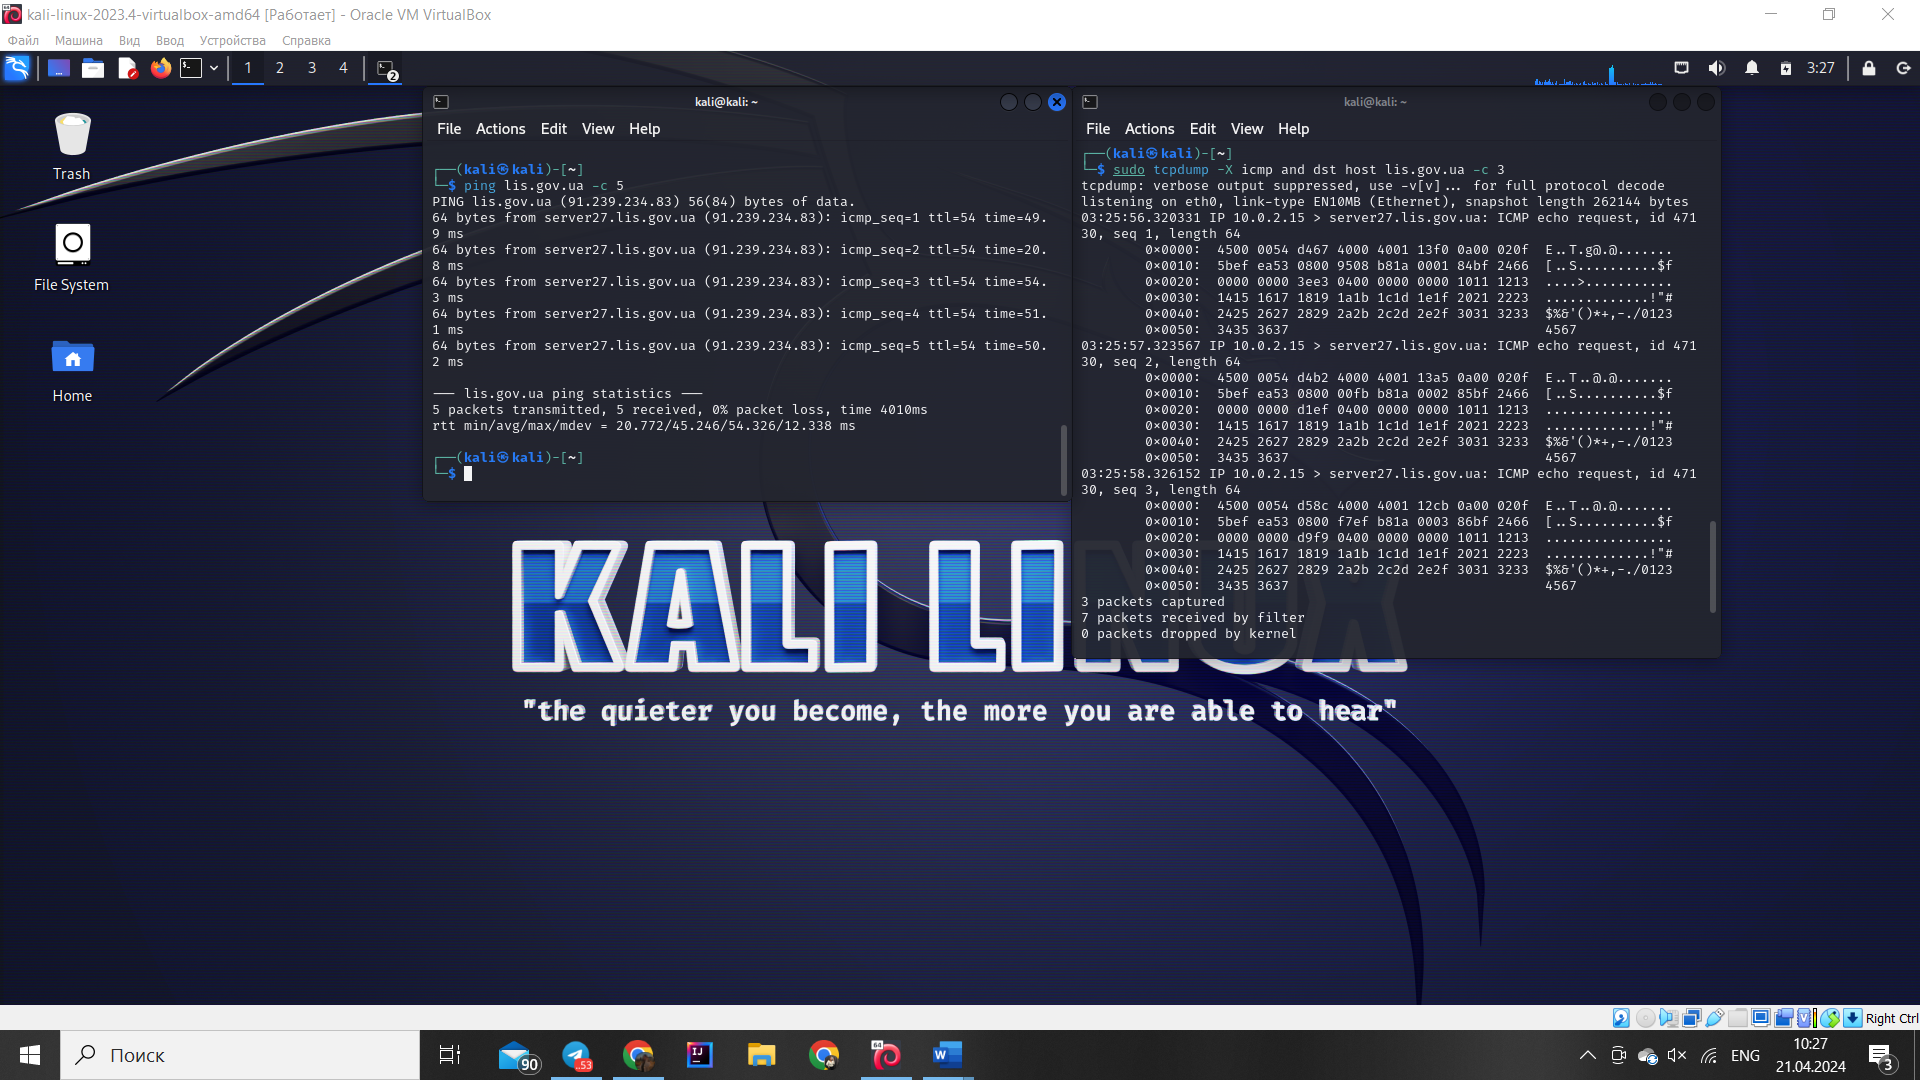 kali-linux-2023.4-virtualbox-amd64 [Работает] - Oracle VM VirtualBox
Файл Машина Вид Ввод Устройства Справка
1 2 3 4 2 3:27
Trash
File System
Home
kali@kali: ~
File Actions Edit View Help
┌──(kali㉿kali)-[~]
└─$ ping lis.gov.ua -c 5
PING lis.gov.ua (91.239.234.83) 56(84) bytes of data.
64 bytes from server27.lis.gov.ua (91.239.234.83): icmp_seq=1 ttl=54 time=49.
9 ms
64 bytes from server27.lis.gov.ua (91.239.234.83): icmp_seq=2 ttl=54 time=20.
8 ms
64 bytes from server27.lis.gov.ua (91.239.234.83): icmp_seq=3 ttl=54 time=54.
3 ms
64 bytes from server27.lis.gov.ua (91.239.234.83): icmp_seq=4 ttl=54 time=51.
1 ms
64 bytes from server27.lis.gov.ua (91.239.234.83): icmp_seq=5 ttl=54 time=50.
2 ms
--- lis.gov.ua ping statistics ---
5 packets transmitted, 5 received, 0% packet loss, time 4010ms
rtt min/avg/max/mdev = 20.772/45.246/54.326/12.338 ms
┌──(kali㉿kali)-[~]
└─$
kali@kali: ~
File Actions Edit View Help
┌──(kali㉿kali)-[~]
└─$ sudo tcpdump -X icmp and dst host lis.gov.ua -c 3
tcpdump: verbose output suppressed, use -v[v]... for full protocol decode
listening on eth0, link-type EN10MB (Ethernet), snapshot length 262144 bytes
03:25:56.320331 IP 10.0.2.15 > server27.lis.gov.ua: ICMP echo request, id 471
30, seq 1, length 64
0x0000: 4500 0054 d467 4000 4001 13f0 0a00 020f E..T.g@.@.......
0x0010: 5bef ea53 0800 9508 b81a 0001 84bf 2466 [..S..........$f
0x0020: 0000 0000 3ee3 0400 0000 0000 1011 1213 ....>...........
0x0030: 1415 1617 1819 1a1b 1c1d 1e1f 2021 2223 .............!"#
0x0040: 2425 2627 2829 2a2b 2c2d 2e2f 3031 3233 $%&'()*+,-./0123
0x0050: 3435 3637 4567
03:25:57.323567 IP 10.0.2.15 > server27.lis.gov.ua: ICMP echo request, id 471
30, seq 2, length 64
0x0000: 4500 0054 d4b2 4000 4001 13a5 0a00 020f E..T..@.@.......
0x0010: 5bef ea53 0800 00fb b81a 0002 85bf 2466 [..S..........$f
0x0020: 0000 0000 d1ef 0400 0000 0000 1011 1213 ................
0x0030: 1415 1617 1819 1a1b 1c1d 1e1f 2021 2223 .............!"#
0x0040: 2425 2627 2829 2a2b 2c2d 2e2f 3031 3233 $%&'()*+,-./0123
0x0050: 3435 3637 4567
03:25:58.326152 IP 10.0.2.15 > server27.lis.gov.ua: ICMP echo request, id 471
30, seq 3, length 64
0x0000: 4500 0054 d58c 4000 4001 12cb 0a00 020f E..T..@.@.......
0x0010: 5bef ea53 0800 f7ef b81a 0003 86bf 2466 [..S..........$f
0x0020: 0000 0000 d9f9 0400 0000 0000 1011 1213 ................
0x0030: 1415 1617 1819 1a1b 1c1d 1e1f 2021 2223 .............!"#
0x0040: 2425 2627 2829 2a2b 2c2d 2e2f 3031 3233 $%&'()*+,-./0123
0x0050: 3435 3637 4567
3 packets captured
7 packets received by filter
0 packets dropped by kernel
KALI LINUX
"the quieter you become, the more you are able to hear"
Right Ctrl
Поиск
90
..53
64
ENG
10:27
21.04.2024
3